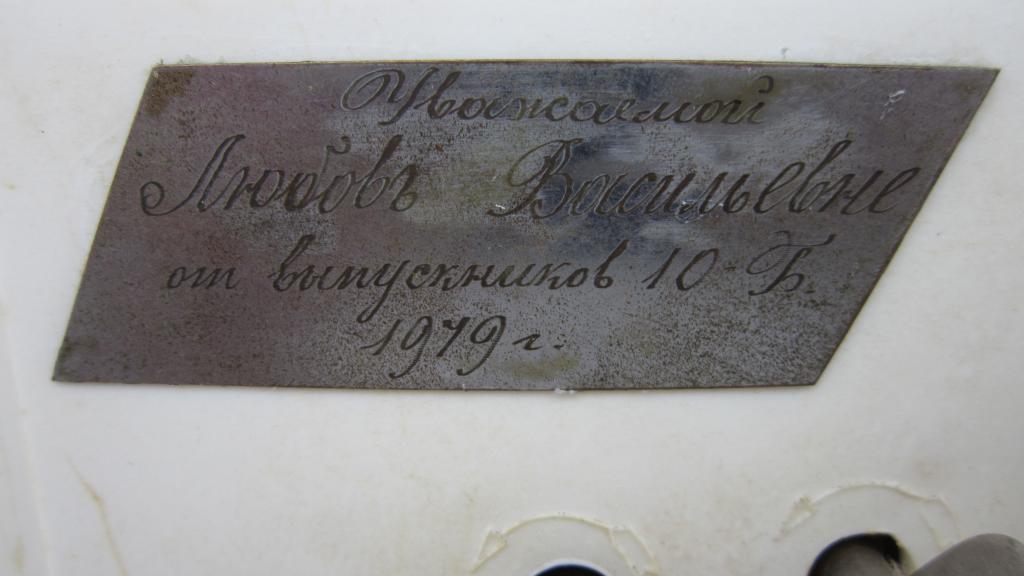 Уважаемой
Любовь Васильевне
от выпускников 10 Б.
1979 г.